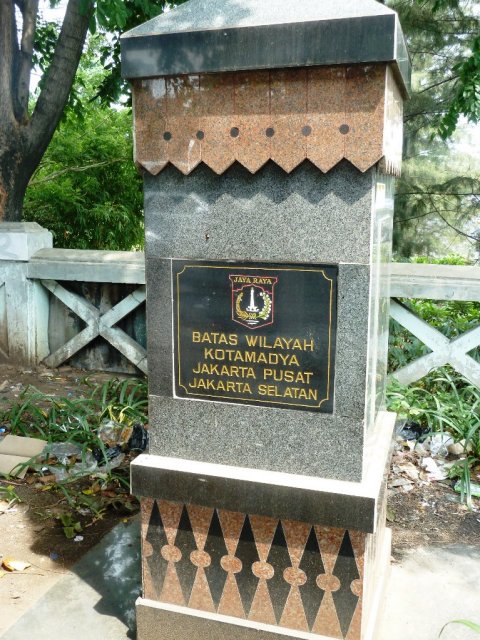 JAYA RAYA
BATAS WILAYAH
KOTAMADYA
JAKARTA PUSAT
JAKARTA SELATAN